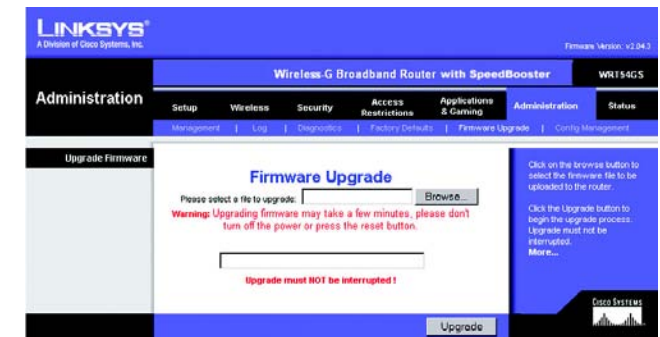 LINKSYS®
A Division of Cisco Systems, Inc.
Firmware Version: v2.04.3
Wireless-G Broadband Router with SpeedBooster
WRT54GS
Administration
Setup
Wireless
Security
Access Restrictions
Applications & Gaming
Administration
Status
Management | Log | Diagnostics | Factory Defaults | Firmware Upgrade | Config Management
Upgrade Firmware
Firmware Upgrade
Please select a file to upgrade:
Browse...
Warning: Upgrading firmware may take a few minutes, please don't
turn off the power or press the reset button.
Upgrade must NOT be interrupted !
Click on the browse button to
select the firmware file to be
uploaded to the router.
Click the Upgrade button to
begin the upgrade process.
Upgrade must not be
interrupted.
More...
Upgrade
CISCO SYSTEMS